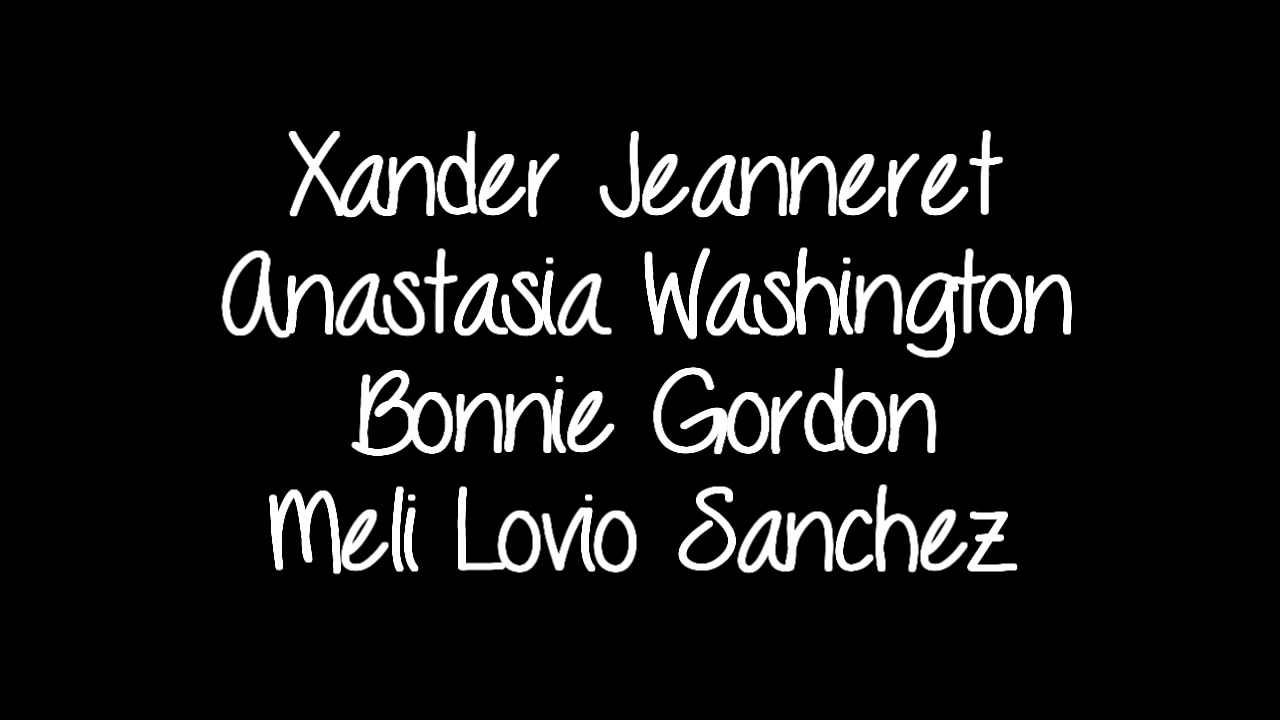 Xander Jeanneret
Anastasia Washington
Bonnie Gordon
Meli Lovio Sanchez